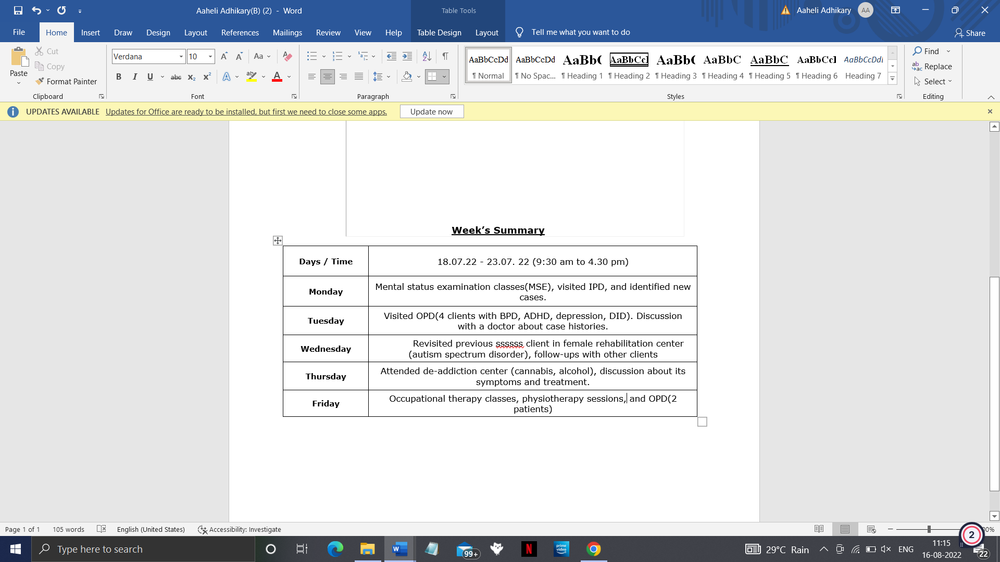 Aaheli Adhikary(B) (2) - Word
Table Tools
Aaheli Adhikary
AA
File
Home
Insert
Draw
Design
Layout
References
Mailings
Review
View
Help
Table Design
Layout
Tell me what you want to do
Share
Paste
Cut
Copy
Format Painter
Clipboard
Verdana
10
Font
Paragraph
AaBbCcDd
¶ Normal
AaBbCcDd
¶ No Spac...
AaBb(
¶ Heading 1
AaBbCcI
¶ Heading 2
AaBb(
¶ Heading 3
AaBbC
¶ Heading 4
AaBbC
¶ Heading 5
AaBbCcI
¶ Heading 6
AaBbCcDdI
Heading 7
Styles
Find
Replace
Select
Editing
UPDATES AVAILABLE Updates for Office are ready to be installed, but first we need to close some apps. Update now
Week’s Summary
Days / Time
18.07.22 - 23.07. 22 (9:30 am to 4.30 pm)
Monday
Mental status examination classes(MSE), visited IPD, and identified new
cases.
Tuesday
Visited OPD(4 clients with BPD, ADHD, depression, DID). Discussion
with a doctor about case histories.
Wednesday
Revisited previous ssssss client in female rehabilitation center
(autism spectrum disorder), follow-ups with other clients
Thursday
Attended de-addiction center (cannabis, alcohol), discussion about its
symptoms and treatment.
Friday
Occupational therapy classes, physiotherapy sessions, and OPD(2
patients)
Page 1 of 1
105 words
English (United States)
Accessibility: Investigate
2
Type here to search
99+
prime video
29°C Rain
ENG
11:15
16-08-2022
22